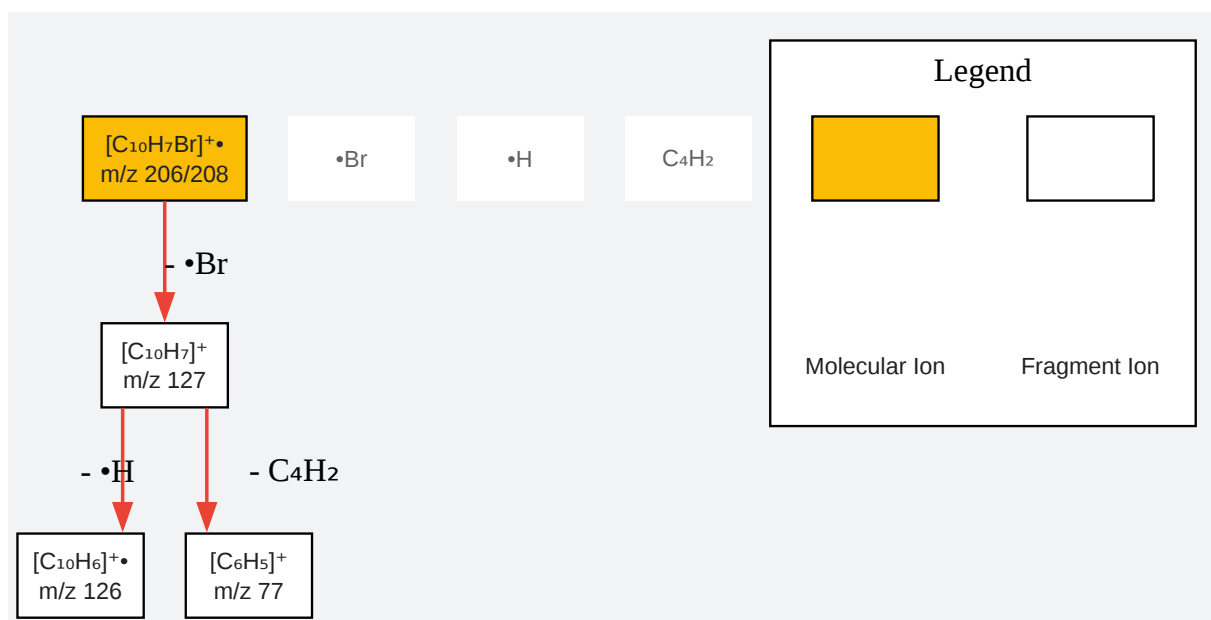 Legend
[C₁₀H₇Br]⁺•
m/z 206/208
•Br
•H
C₄H₂
- •Br
[C₁₀H₇]⁺
m/z 127
Molecular Ion
Fragment Ion
- •H
- C₄H₂
[C₁₀H₆]⁺•
m/z 126
[C₆H₅]⁺
m/z 77